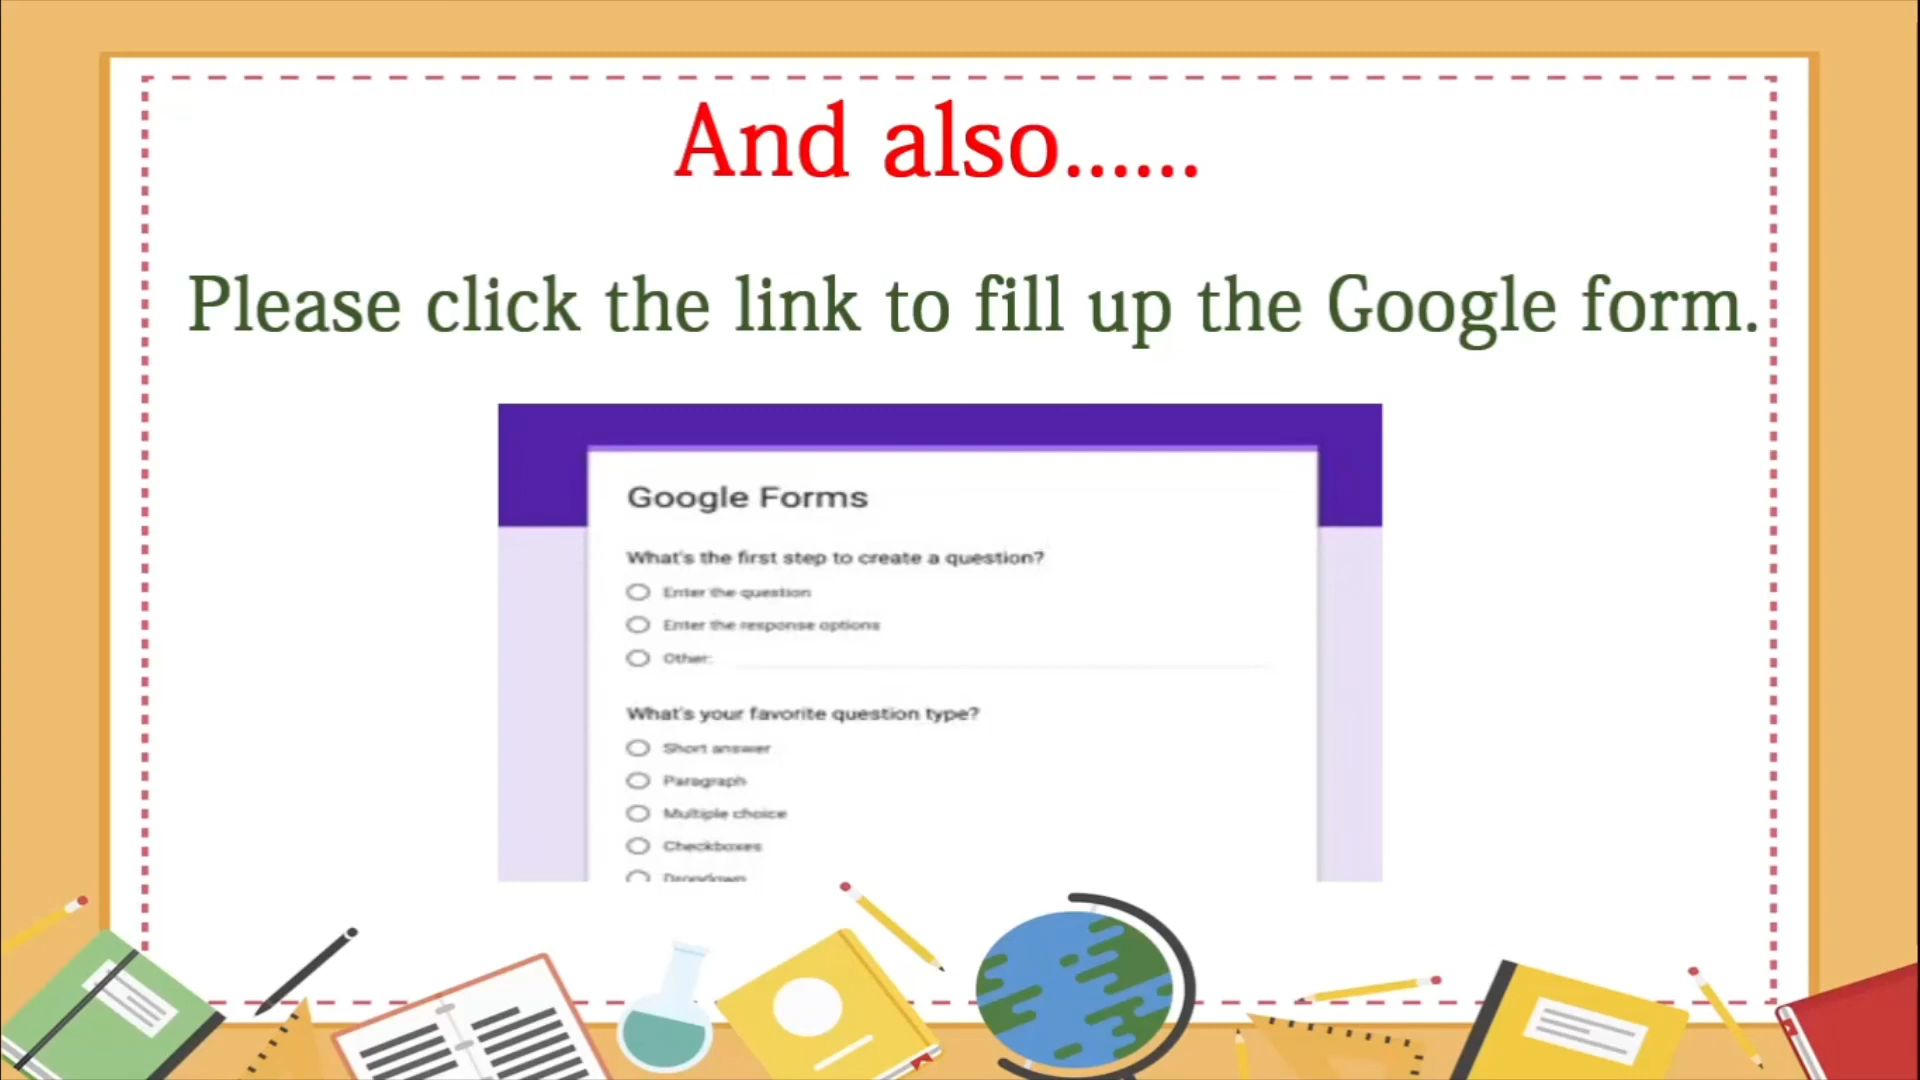 And also......
Please click the link to fill up the Google form.
Google Forms
What's the first step to create a question?
Enter the question
Enter the response options
Other:
What's your favorite question type?
Short answer
Paragraph
Multiple choice
Checkboxes
Dropdown